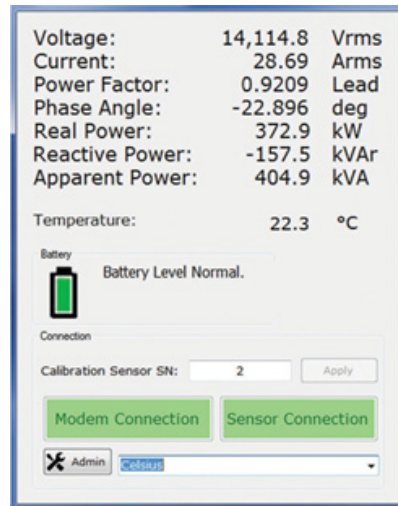 Voltage: 14,114.8 Vrms
Current: 28.69 Arms
Power Factor: 0.9209 Lead
Phase Angle: -22.896 deg
Real Power: 372.9 kW
Reactive Power: -157.5 kVAr
Apparent Power: 404.9 kVA
Temperature: 22.3 °C
Battery
Battery Level Normal.
Connection
Calibration Sensor SN: 2 Apply
Modem Connection Sensor Connection
Admin Celsius